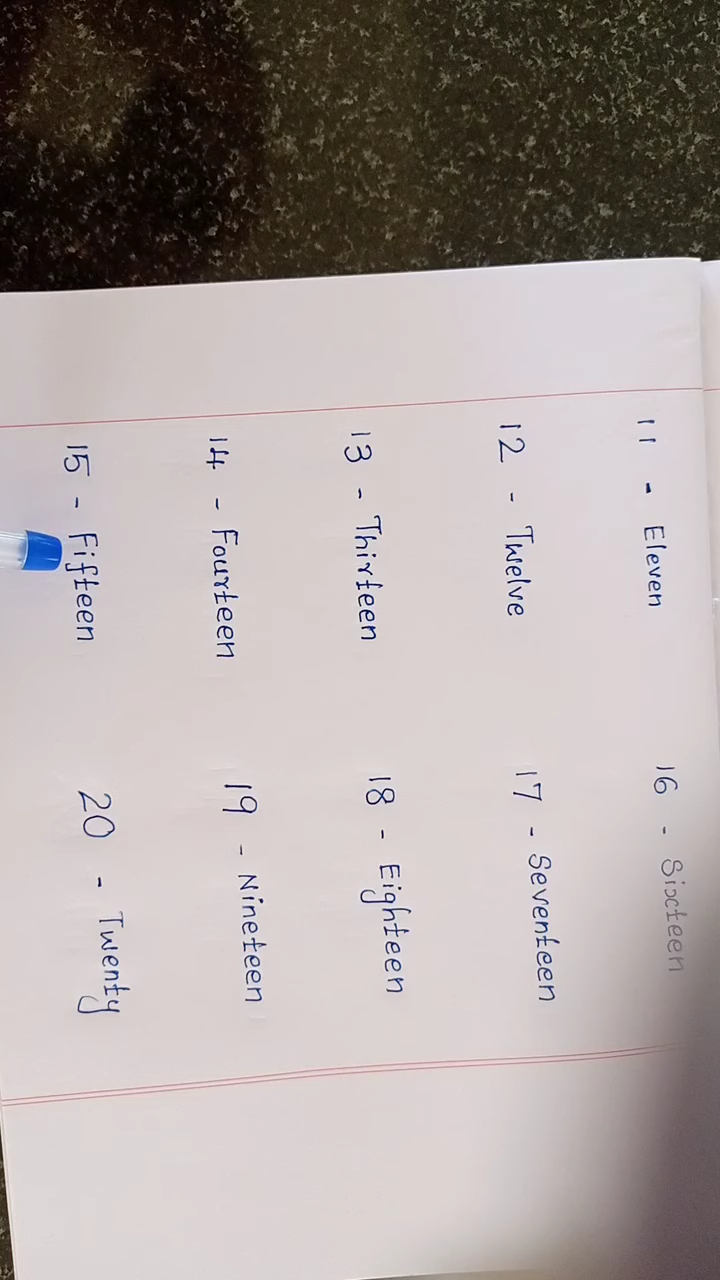 11 - Eleven
12 - Twelve
13 - Thirteen
14 - Fourteen
15 - Fifteen
16 - Sixteen
17 - Seventeen
18 - Eighteen
19 - Nineteen
20 - Twenty